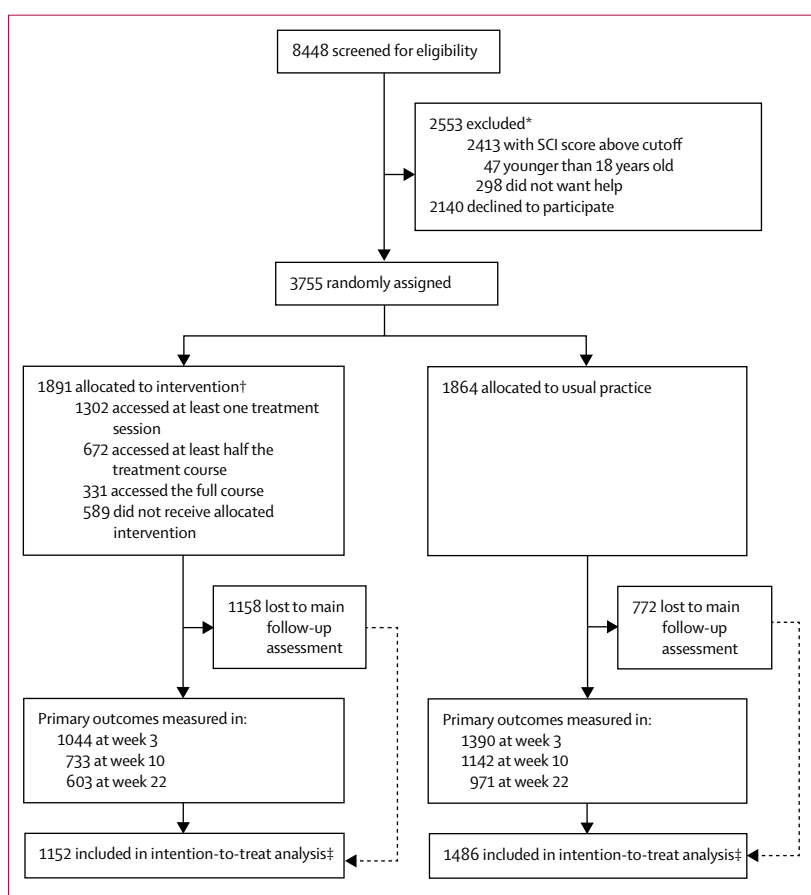 8448 screened for eligibility
2553 excluded*
2413 with SCI score above cutoff
47 younger than 18 years old
298 did not want help
2140 declined to participate
3755 randomly assigned
1891 allocated to intervention†
1302 accessed at least one treatment
session
672 accessed at least half the
treatment course
331 accessed the full course
589 did not receive allocated
intervention
1864 allocated to usual practice
1158 lost to main
follow-up
assessment
772 lost to main
follow-up
assessment
Primary outcomes measured in:
1044 at week 3
733 at week 10
603 at week 22
Primary outcomes measured in:
1390 at week 3
1142 at week 10
971 at week 22
1152 included in intention-to-treat analysis‡
1486 included in intention-to-treat analysis‡